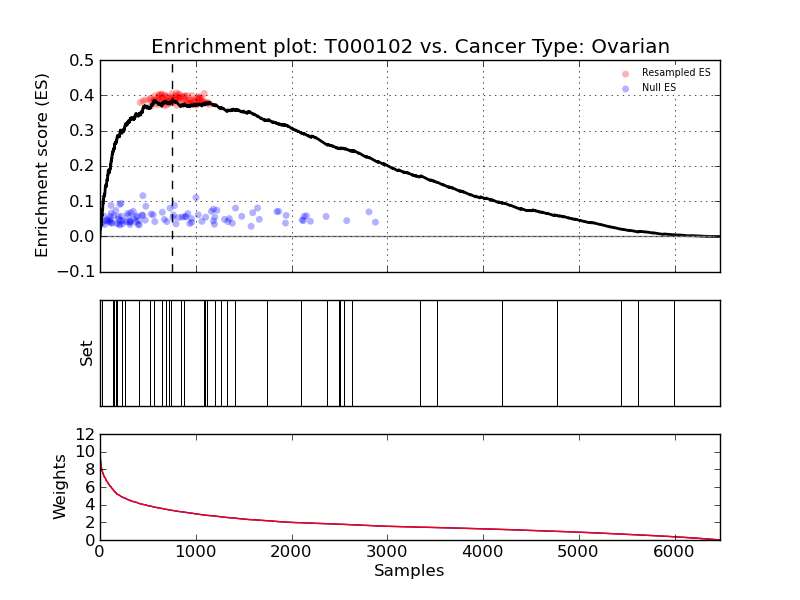 Enrichment plot: T000102 vs. Cancer Type: Ovarian
Resampled ES
Null ES
Enrichment score (ES)
0.5
0.4
0.3
0.2
0.1
0.0
−0.1
Set
Weights
12
10
8
6
4
2
0
0 1000 2000 3000 4000 5000 6000
Samples